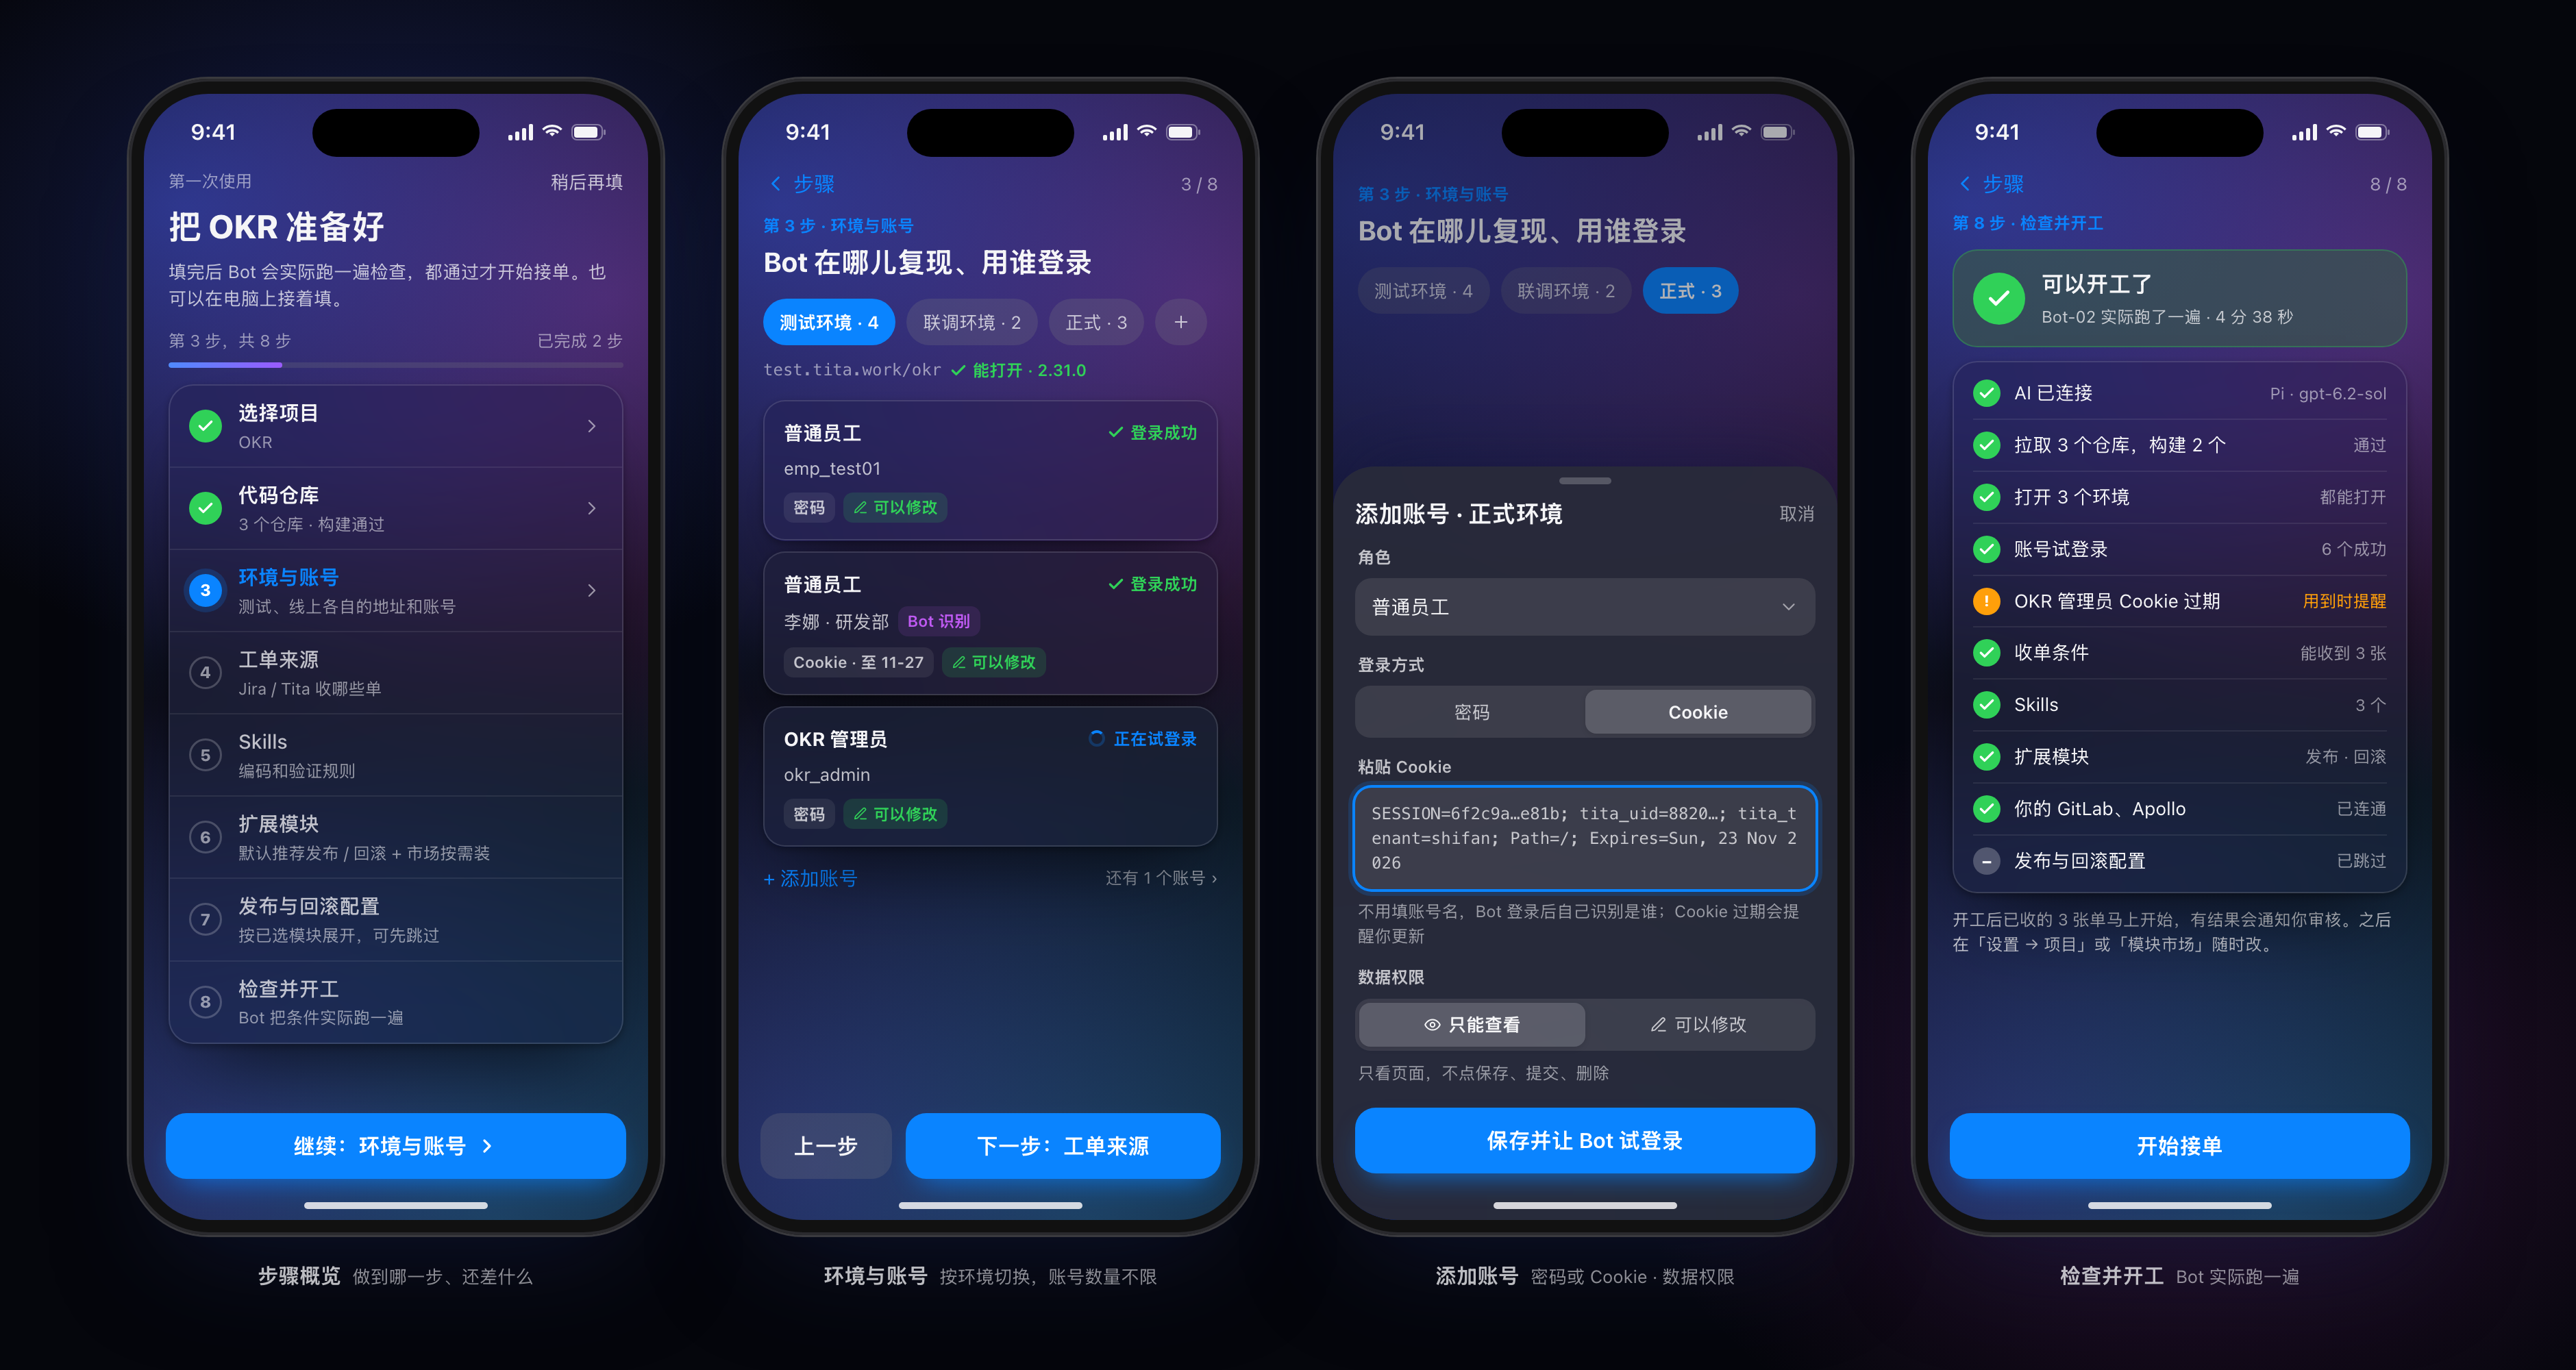 9:41
第一次使用
稍后再填
把 OKR 准备好
填完后 Bot 会实际跑一遍检查，都通过才开始接单。也
可以在电脑上接着填。
第 3 步，共 8 步
已完成 2 步
选择项目
OKR
代码仓库
3 个仓库 · 构建通过
3
环境与账号
测试、线上各自的地址和账号
4
工单来源
Jira / Tita 收哪些单
5
Skills
编码和验证规则
6
扩展模块
默认推荐发布 / 回滚 + 市场按需装
7
发布与回滚配置
按已选模块展开，可先跳过
8
检查并开工
Bot 把条件实际跑一遍
继续：环境与账号
步骤概览 做到哪一步、还差什么
9:41
步骤
3 / 8
第 3 步 · 环境与账号
Bot 在哪儿复现、用谁登录
测试环境 · 4
联调环境 · 2
正式 · 3
+
test.tita.work/okr 能打开 · 2.31.0
普通员工
登录成功
emp_test01
密码
可以修改
普通员工
登录成功
李娜 · 研发部 Bot 识别
Cookie · 至 11-27
可以修改
OKR 管理员
正在试登录
okr_admin
密码
可以修改
+ 添加账号
还有 1 个账号 ›
上一步
下一步：工单来源
环境与账号 按环境切换，账号数量不限
9:41
第 3 步 · 环境与账号
Bot 在哪儿复现、用谁登录
测试环境 · 4
联调环境 · 2
正式 · 3
添加账号 · 正式环境
取消
角色
普通员工
登录方式
密码
Cookie
粘贴 Cookie
SESSION=6f2c9a…e81b; tita_uid=8820…; tita_t
enant=shifan; Path=/; Expires=Sun, 23 Nov 2
026
不用填账号名，Bot 登录后自己识别是谁；Cookie 过期会提
醒你更新
数据权限
只能查看
可以修改
只看页面，不点保存、提交、删除
保存并让 Bot 试登录
添加账号 密码或 Cookie · 数据权限
9:41
步骤
8 / 8
第 8 步 · 检查并开工
可以开工了
Bot-02 实际跑了一遍 · 4 分 38 秒
AI 已连接
Pi · gpt-6.2-sol
拉取 3 个仓库，构建 2 个
通过
打开 3 个环境
都能打开
账号试登录
6 个成功
OKR 管理员 Cookie 过期
用到时提醒
收单条件
能收到 3 张
Skills
3 个
扩展模块
发布 · 回滚
你的 GitLab、Apollo
已连通
发布与回滚配置
已跳过
开工后已收的 3 张单马上开始，有结果会通知你审核。之后
在「设置 → 项目」或「模块市场」随时改。
开始接单
检查并开工 Bot 实际跑一遍